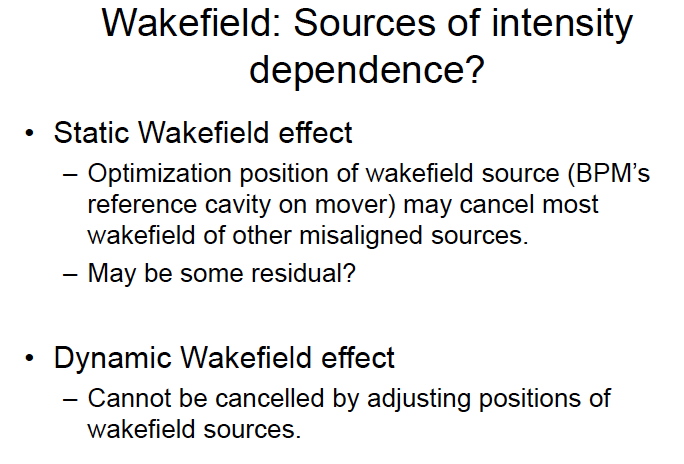 Wakefield: Sources of intensity
dependence?
• Static Wakefield effect
– Optimization position of wakefield source (BPM's
reference cavity on mover) may cancel most
wakefield of other misaligned sources.
– May be some residual?
• Dynamic Wakefield effect
– Cannot be cancelled by adjusting positions of
wakefield sources.